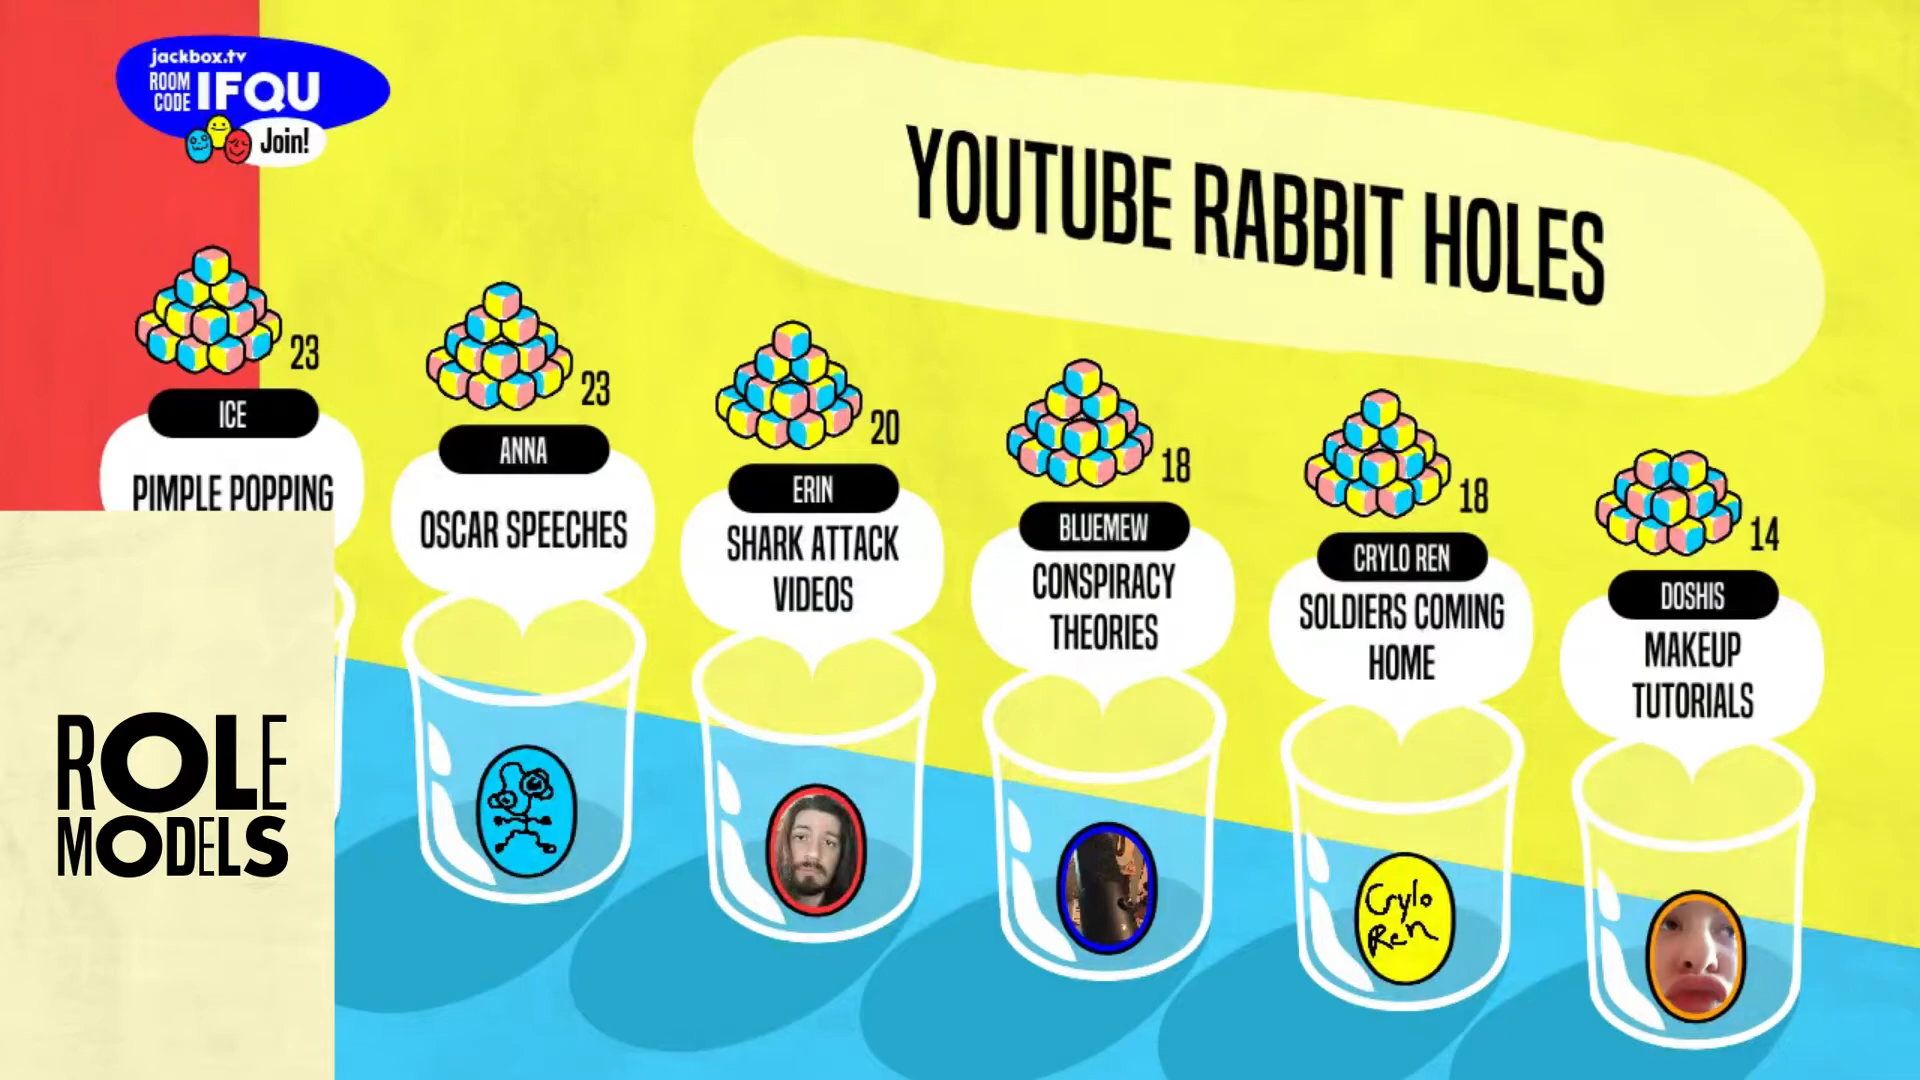 jackbox.tv
ROOM
CODE
IFQU
Join!
YOUTUBE RABBIT HOLES
23
ICE
PIMPLE POPPING
23
ANNA
OSCAR SPEECHES
20
ERIN
SHARK ATTACK
VIDEOS
18
BLUEMEW
CONSPIRACY
THEORIES
18
CRYLO REN
SOLDIERS COMING
HOME
14
DOSHIS
MAKEUP
TUTORIALS
Crylo
Ren
ROLE
MODELS